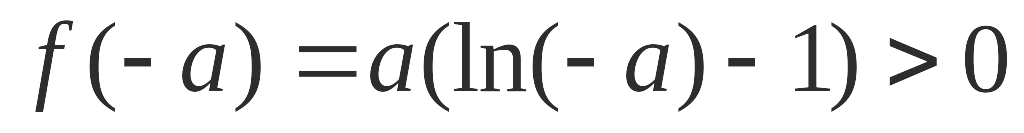 f(- a) = a(ln(- a) - 1) > 0